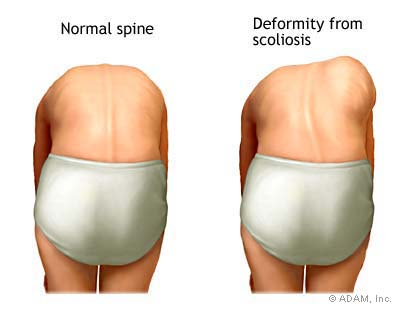 Normal spine
Deformity from
scoliosis
© ADAM, Inc.